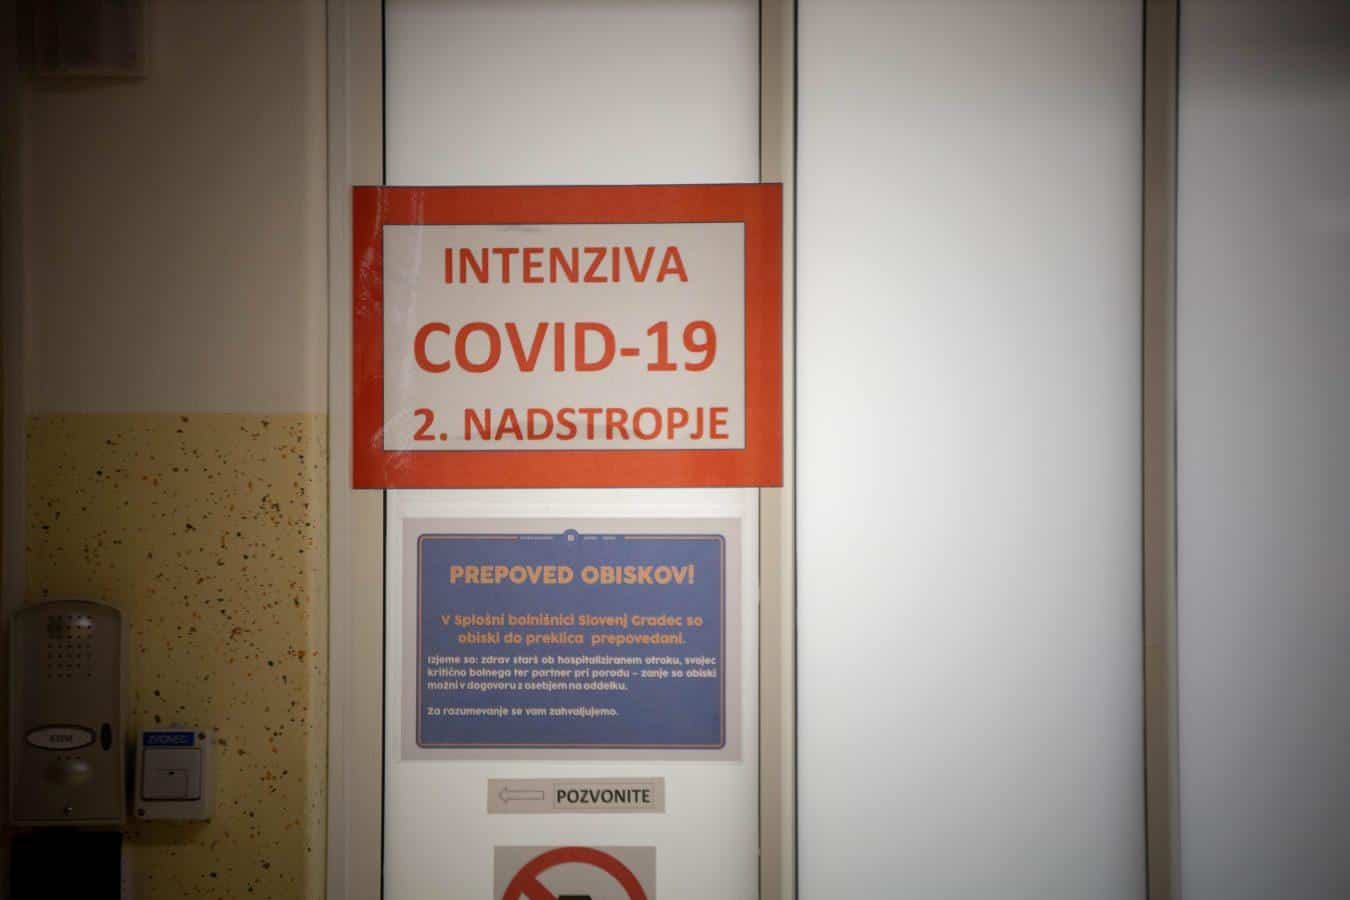 INTENZIVA
COVID-19
2. NADSTROPJE
PREPOVED OBISKOV!
V Splošni bolnišnici Slovenj Gradec so
obiski do preklica prepovedani.
Izjeme so: zdrav starš ob hospitaliziranem otroku, svojec
kritično bolnega ter partner pri porodu – zanje so obiski
možni v dogovoru z osebjem na oddelku.
Za razumevanje se vam zahvaljujemo.
ZVONEC
POZVONITE